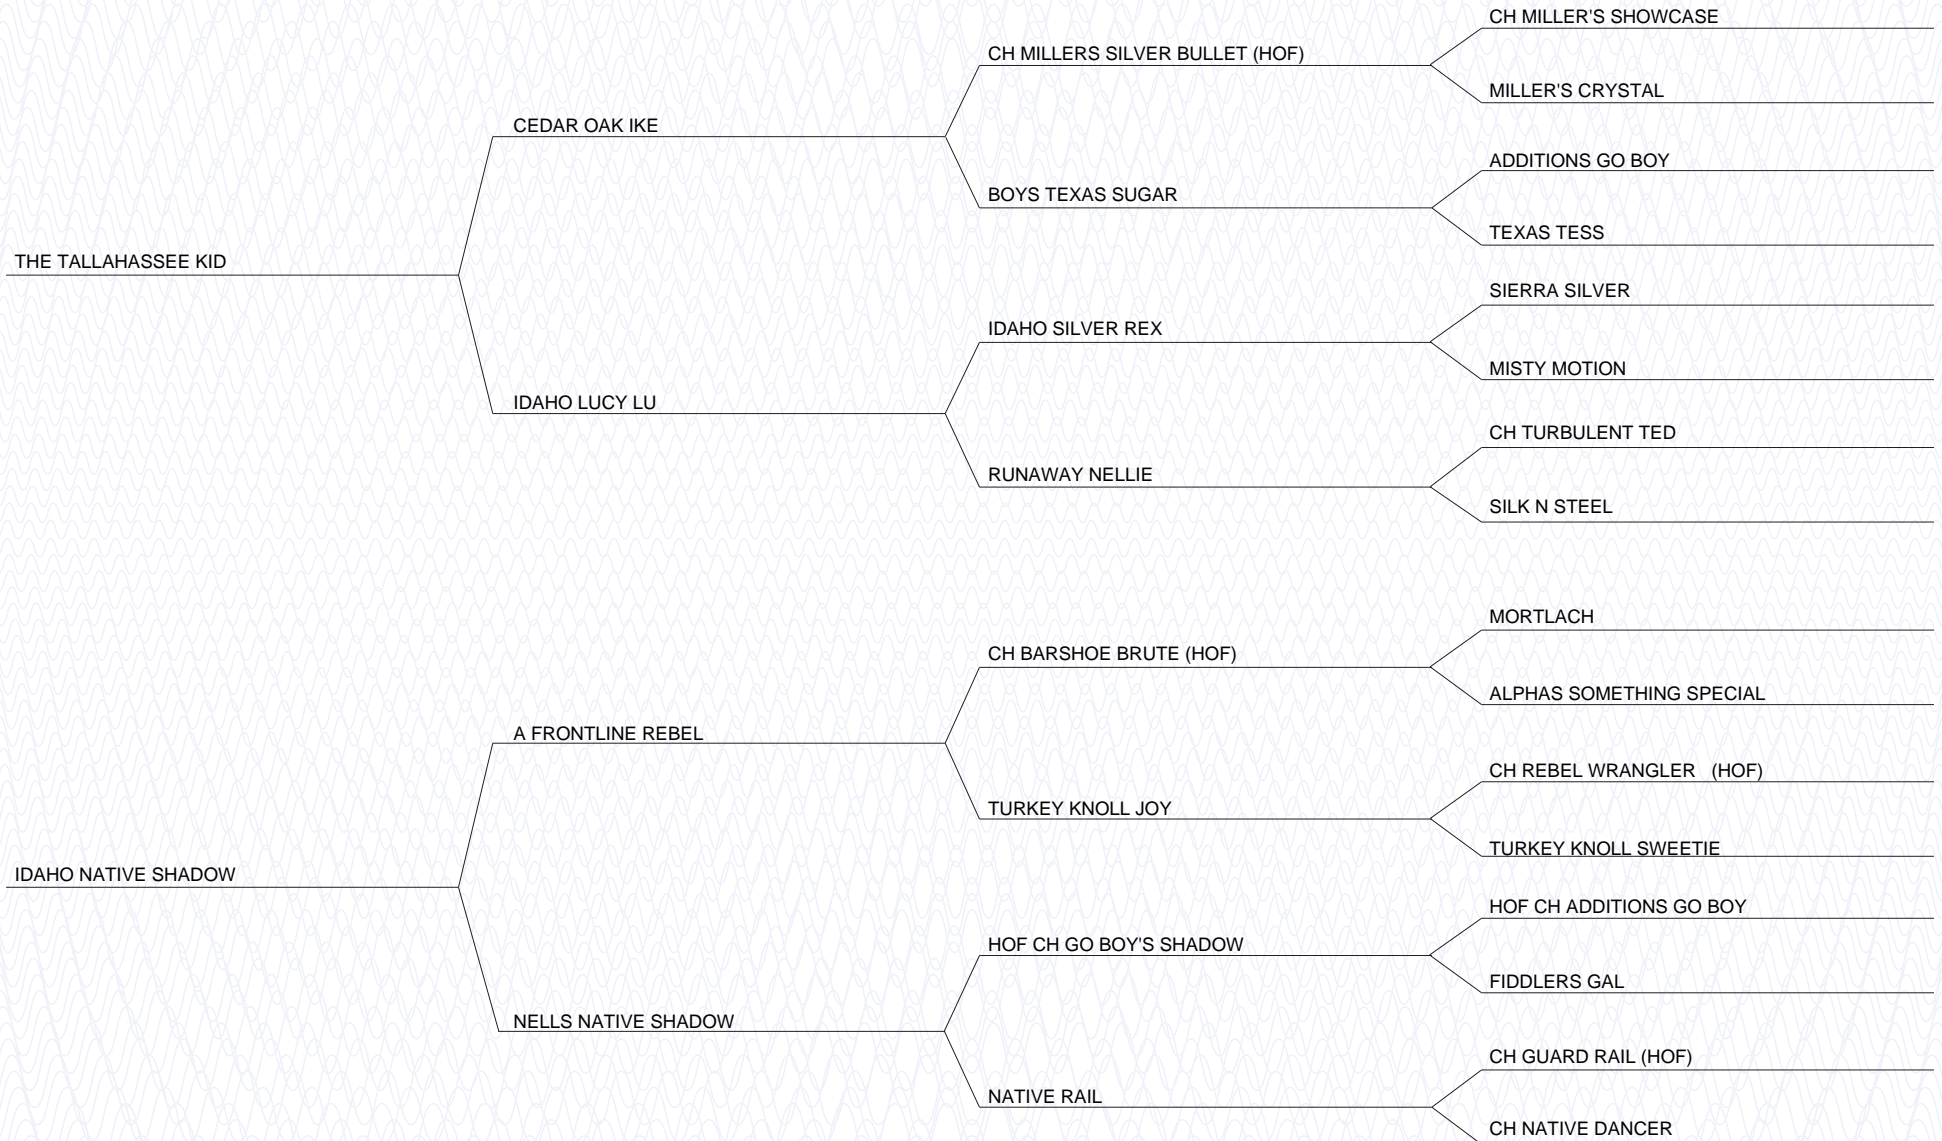 CH MILLER'S SHOWCASE
CH MILLERS SILVER BULLET (HOF)
MILLER'S CRYSTAL
CEDAR OAK IKE
ADDITIONS GO BOY
BOYS TEXAS SUGAR
TEXAS TESS
THE TALLAHASSEE KID
SIERRA SILVER
IDAHO SILVER REX
MISTY MOTION
IDAHO LUCY LU
CH TURBULENT TED
RUNAWAY NELLIE
SILK N STEEL
MORTLACH
CH BARSHOE BRUTE (HOF)
ALPHAS SOMETHING SPECIAL
A FRONTLINE REBEL
CH REBEL WRANGLER (HOF)
TURKEY KNOLL JOY
TURKEY KNOLL SWEETIE
IDAHO NATIVE SHADOW
HOF CH ADDITIONS GO BOY
HOF CH GO BOY'S SHADOW
FIDDLERS GAL
NELLS NATIVE SHADOW
CH GUARD RAIL (HOF)
NATIVE RAIL
CH NATIVE DANCER